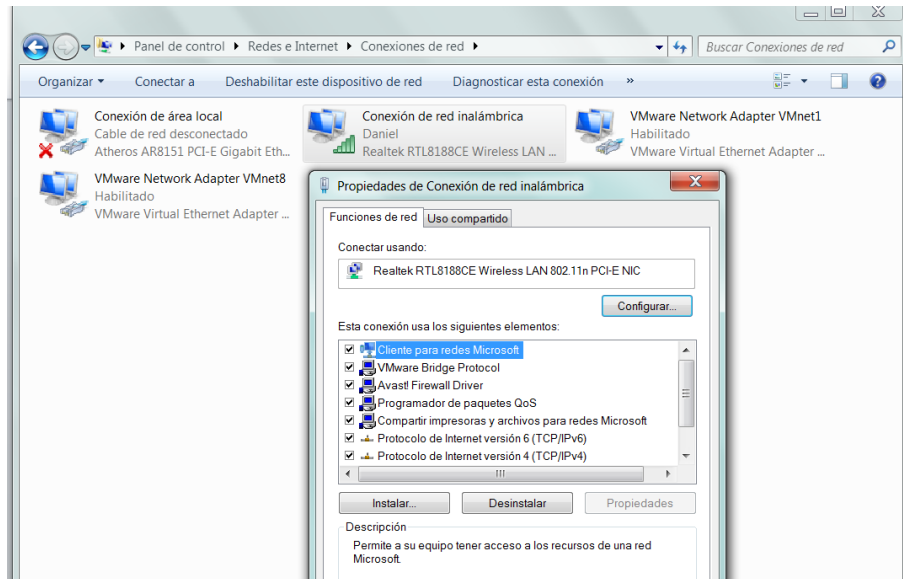 Panel de control Redes e Internet Conexiones de red
Buscar Conexiones de red
Organizar Conectar a Deshabilitar este dispositivo de red Diagnosticar esta conexión »
Conexión de área local
Cable de red desconectado
Atheros AR8151 PCI-E Gigabit Eth...
Conexión de red inalámbrica
Daniel
Realtek RTL8188CE Wireless LAN ...
VMware Network Adapter VMnet1
Habilitado
VMware Virtual Ethernet Adapter ...
VMware Network Adapter VMnet8
Habilitado
VMware Virtual Ethernet Adapter ...
Propiedades de Conexión de red inalámbrica
Funciones de red Uso compartido
Conectar usando:
Realtek RTL8188CE Wireless LAN 802.11n PCI-E NIC
Configurar...
Esta conexión usa los siguientes elementos:
Cliente para redes Microsoft
VMware Bridge Protocol
Avast! Firewall Driver
Programador de paquetes QoS
Compartir impresoras y archivos para redes Microsoft
Protocolo de Internet versión 6 (TCP/IPv6)
Protocolo de Internet versión 4 (TCP/IPv4)
Instalar... Desinstalar Propiedades
Descripción
Permite a su equipo tener acceso a los recursos de una red
Microsoft.